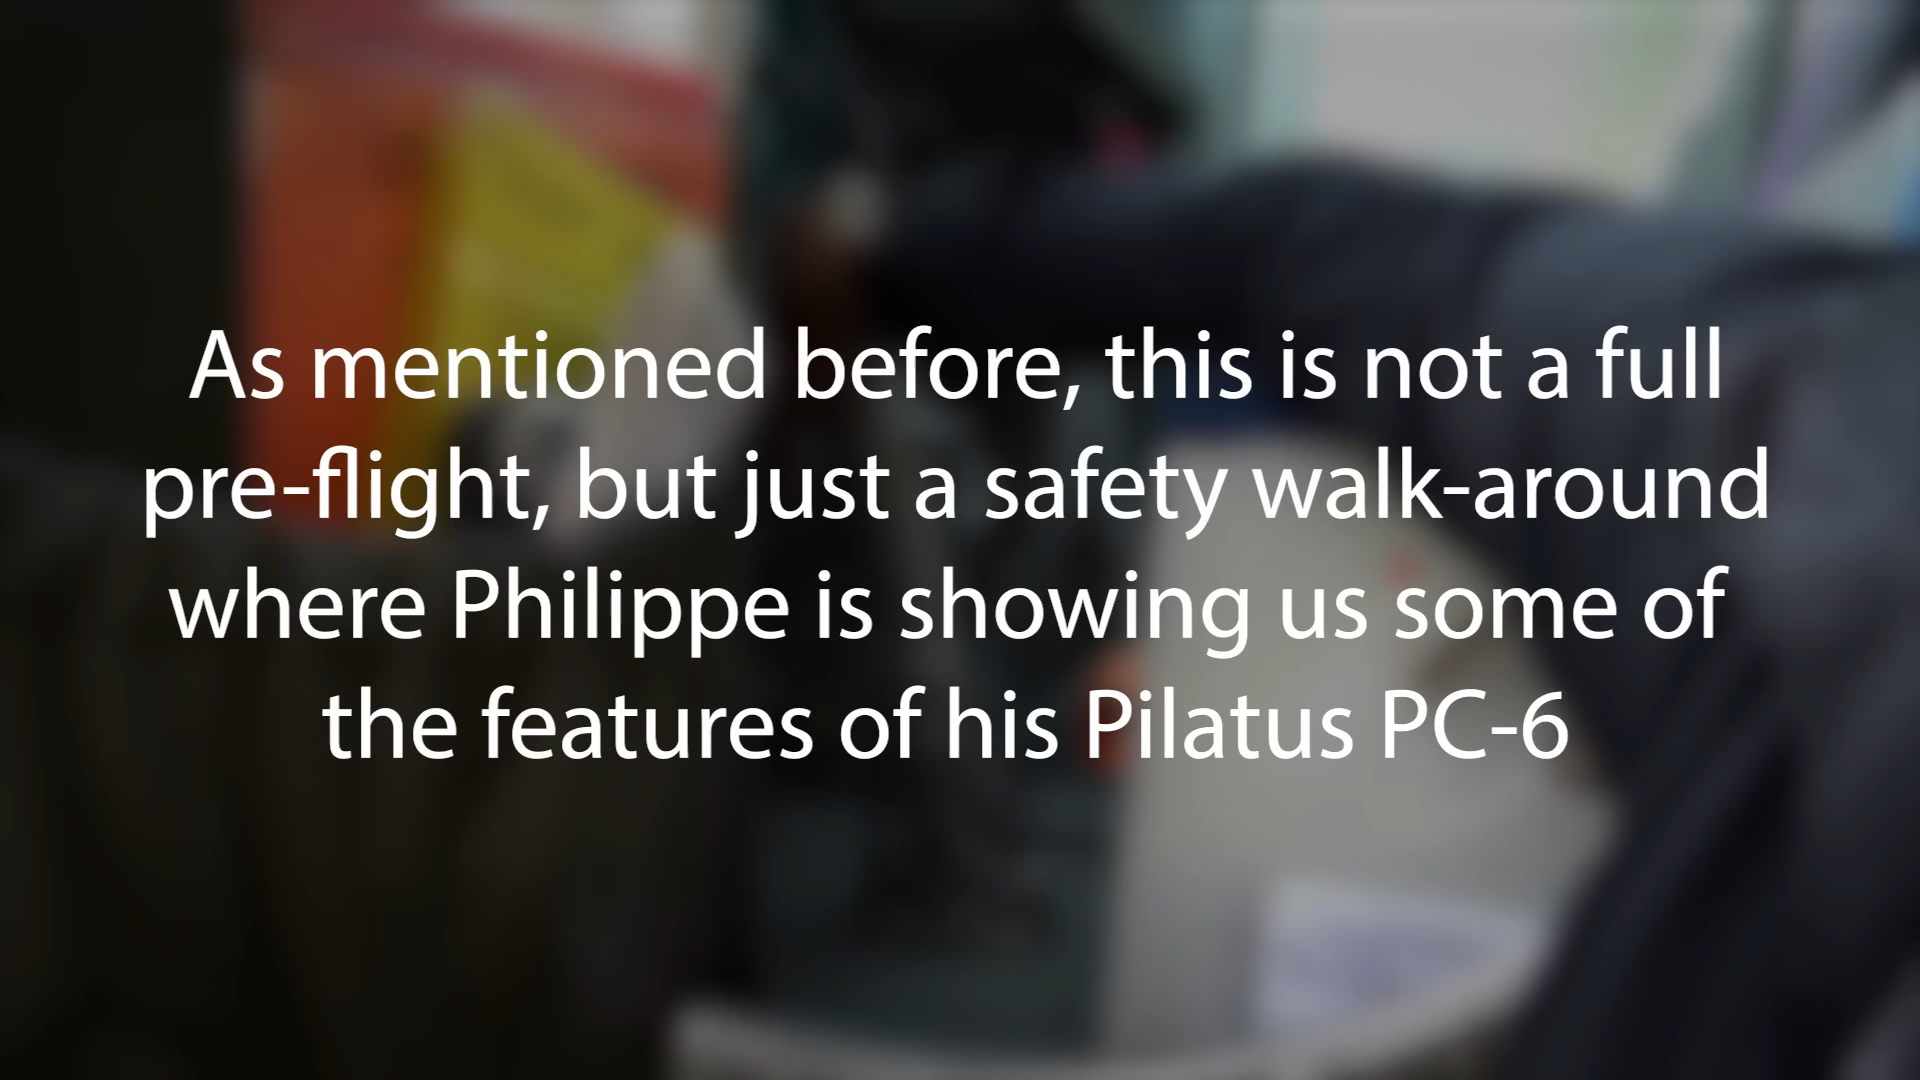 As mentioned before, this is not a full
pre-flight, but just a safety walk-around
where Philippe is showing us some of
the features of his Pilatus PC-6